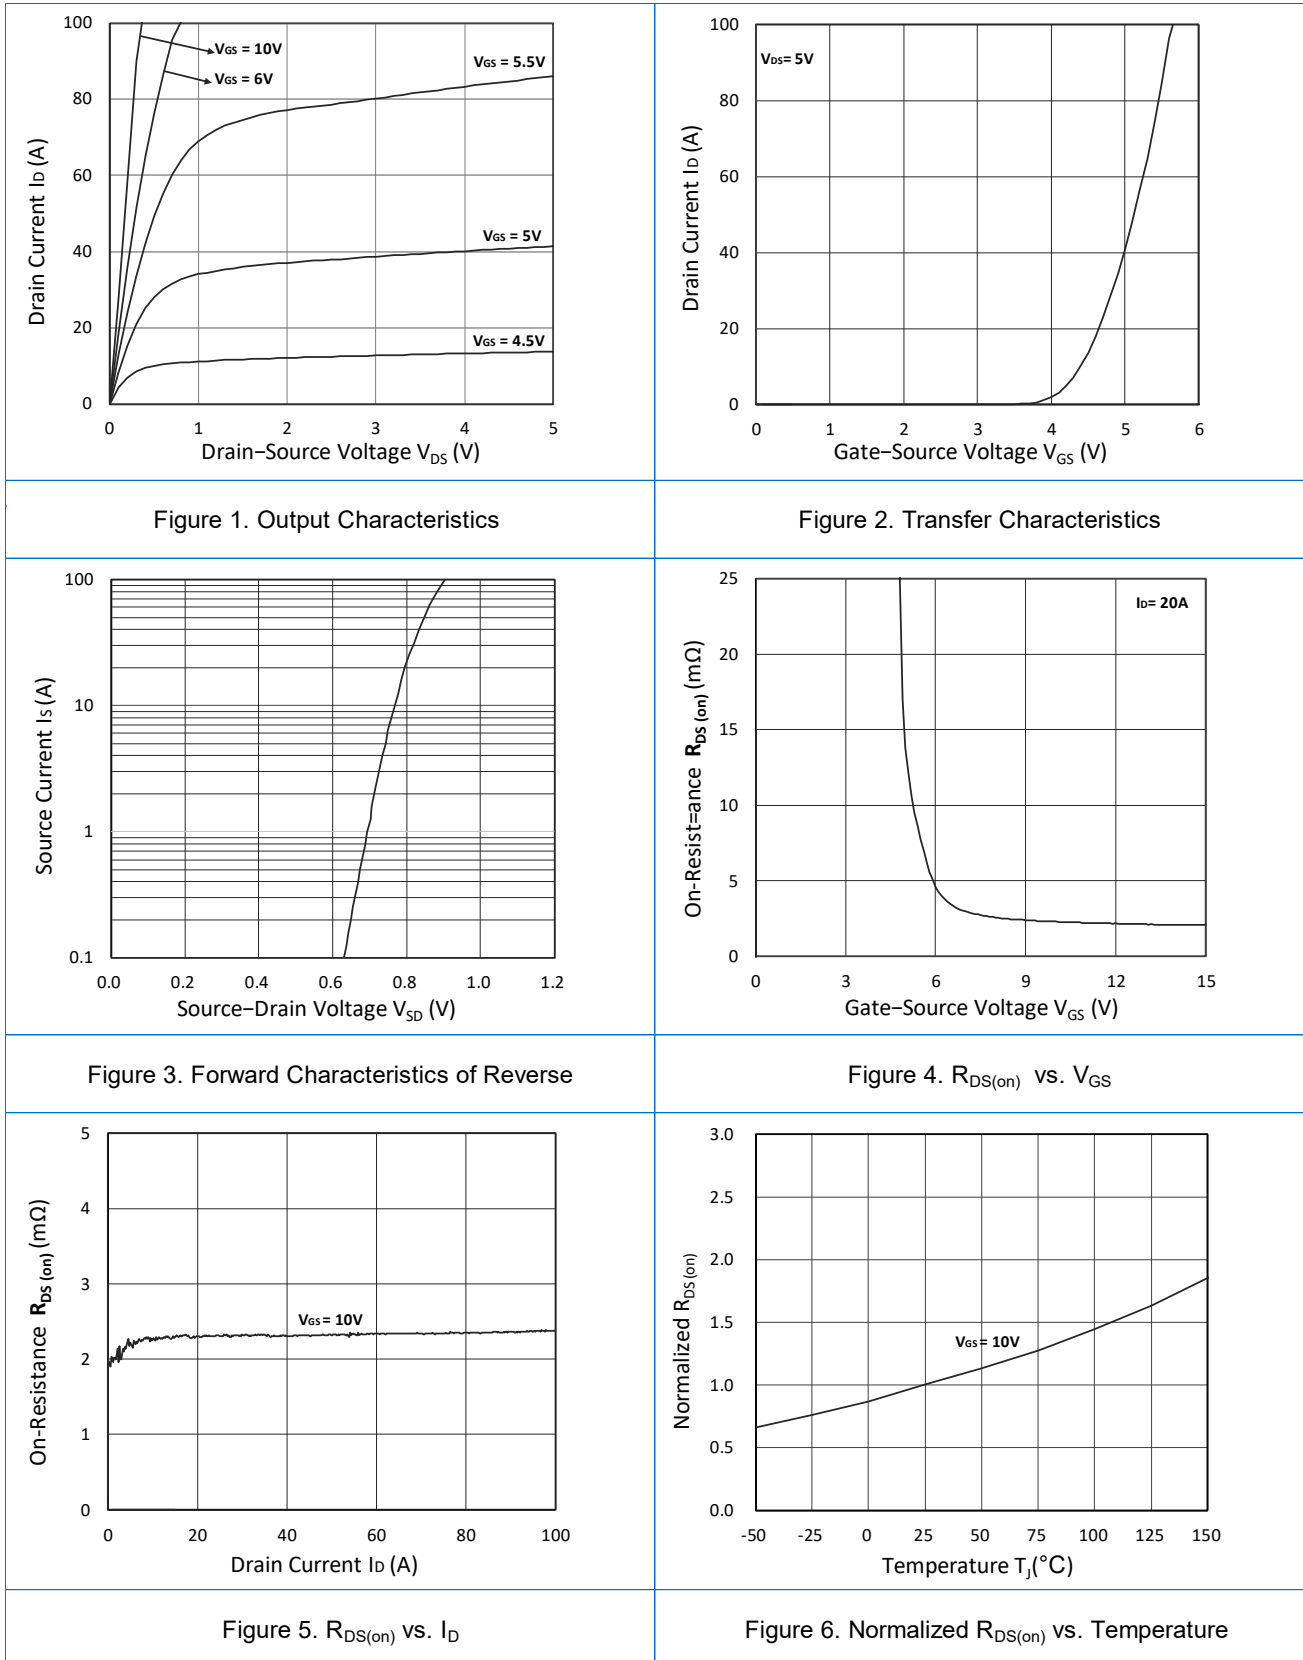 100
80
60
40
20
0
Drain Current ID (A)
VGS = 10V
VGS = 6V
VGS = 5.5V
VGS = 5V
VGS = 4.5V
0 1 2 3 4 5
Drain−Source Voltage VDS (V)
Figure 1. Output Characteristics
100
80
60
40
20
0
Drain Current ID (A)
VDS= 5V
0 1 2 3 4 5 6
Gate−Source Voltage VGS (V)
Figure 2. Transfer Characteristics
100
10
1
0.1
Source Current IS (A)
0.0 0.2 0.4 0.6 0.8 1.0 1.2
Source−Drain Voltage VSD (V)
Figure 3. Forward Characteristics of Reverse
25
20
15
10
5
0
On-Resist=ance RDS (on) (mΩ)
ID= 20A
0 3 6 9 12 15
Gate−Source Voltage VGS (V)
Figure 4. RDS(on) vs. VGS
5
4
3
2
1
0
On-Resistance RDS (on) (mΩ)
VGS = 10V
0 20 40 60 80 100
Drain Current ID (A)
Figure 5. RDS(on) vs. ID
3.0
2.5
2.0
1.5
1.0
0.5
0.0
Normalized RDS (on)
VGS = 10V
-50 -25 0 25 50 75 100 125 150
Temperature TJ(°C)
Figure 6. Normalized RDS(on) vs. Temperature